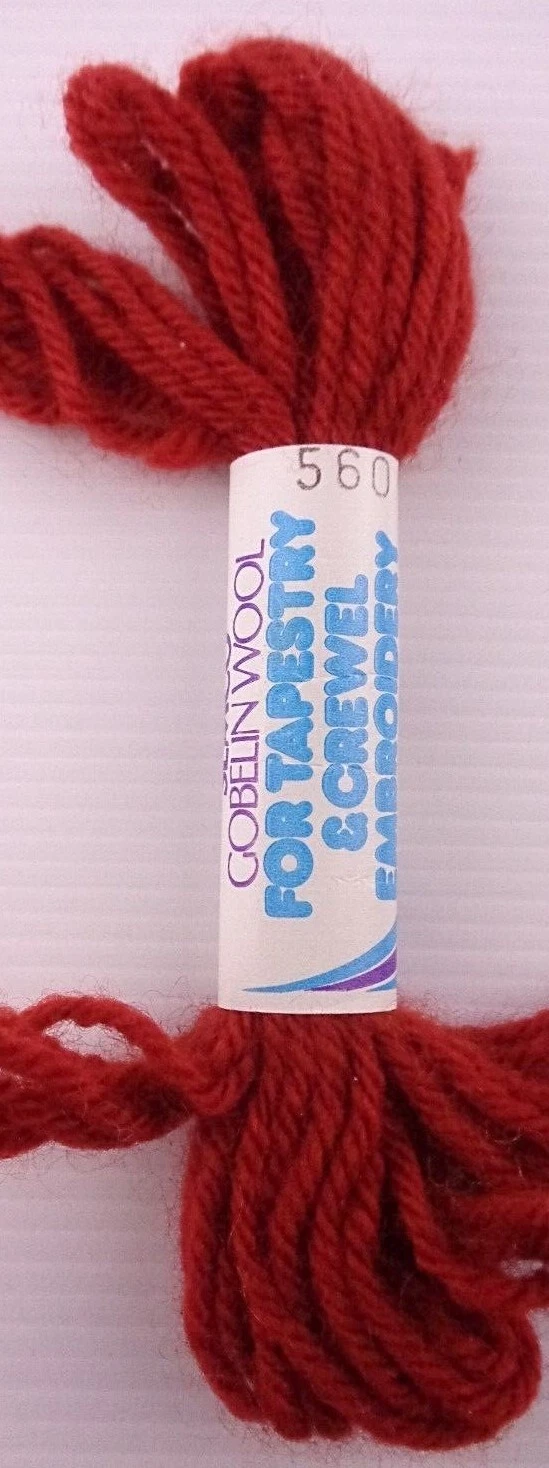 560
GOBELIN WOOL
FOR TAPESTRY
& CREWEL
EMBROIDERY